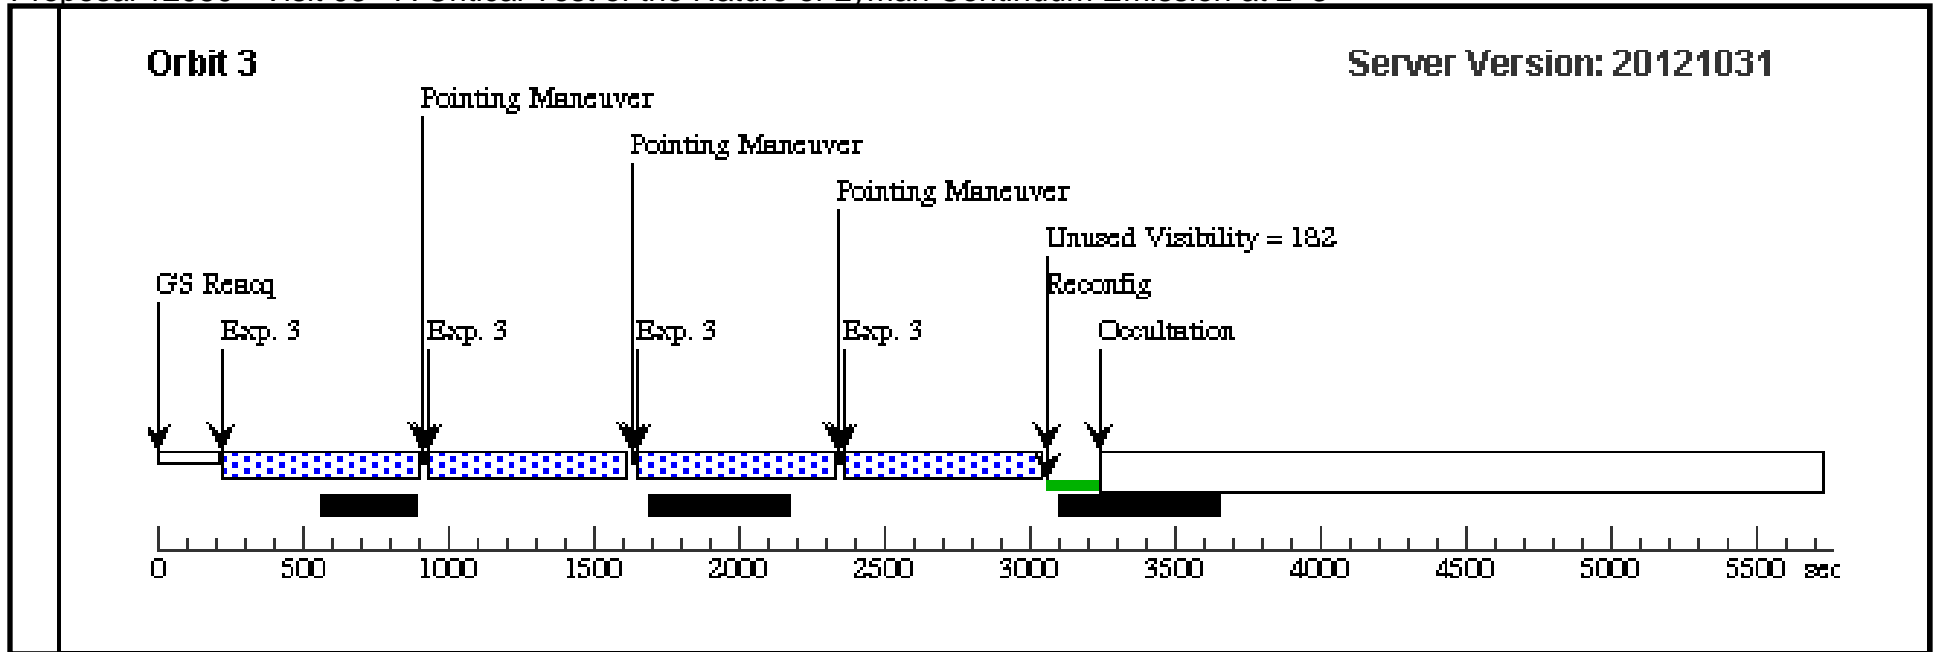 Orbit 3
Server Version: 20121031
Pointing Maneuver
Pointing Maneuver
Pointing Maneuver
Unused Visibility = 182
GS Reacq
Reconfig
Exp. 3
Exp. 3
Exp. 3
Exp. 3
Occultation
0 500 1000 1500 2000 2500 3000 3500 4000 4500 5000 5500 sec